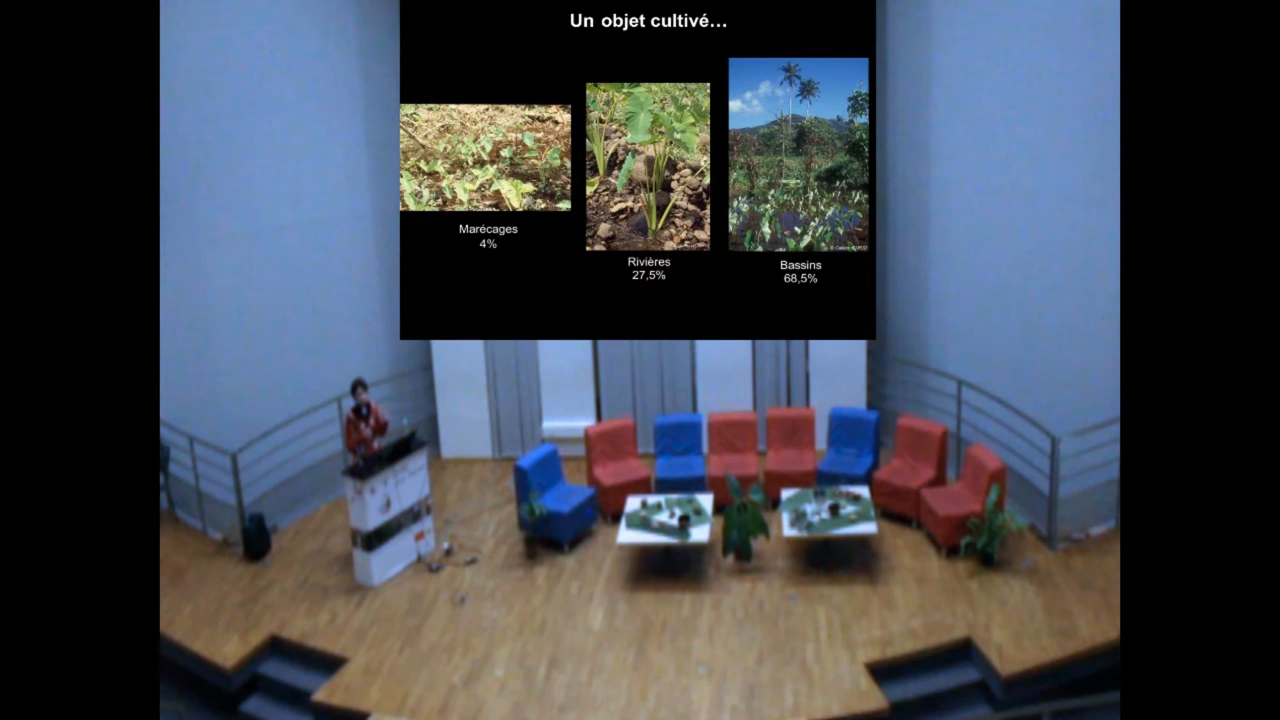 Un objet cultivé…
Marécages
4%
Rivières
27,5%
Bassins
68,5%